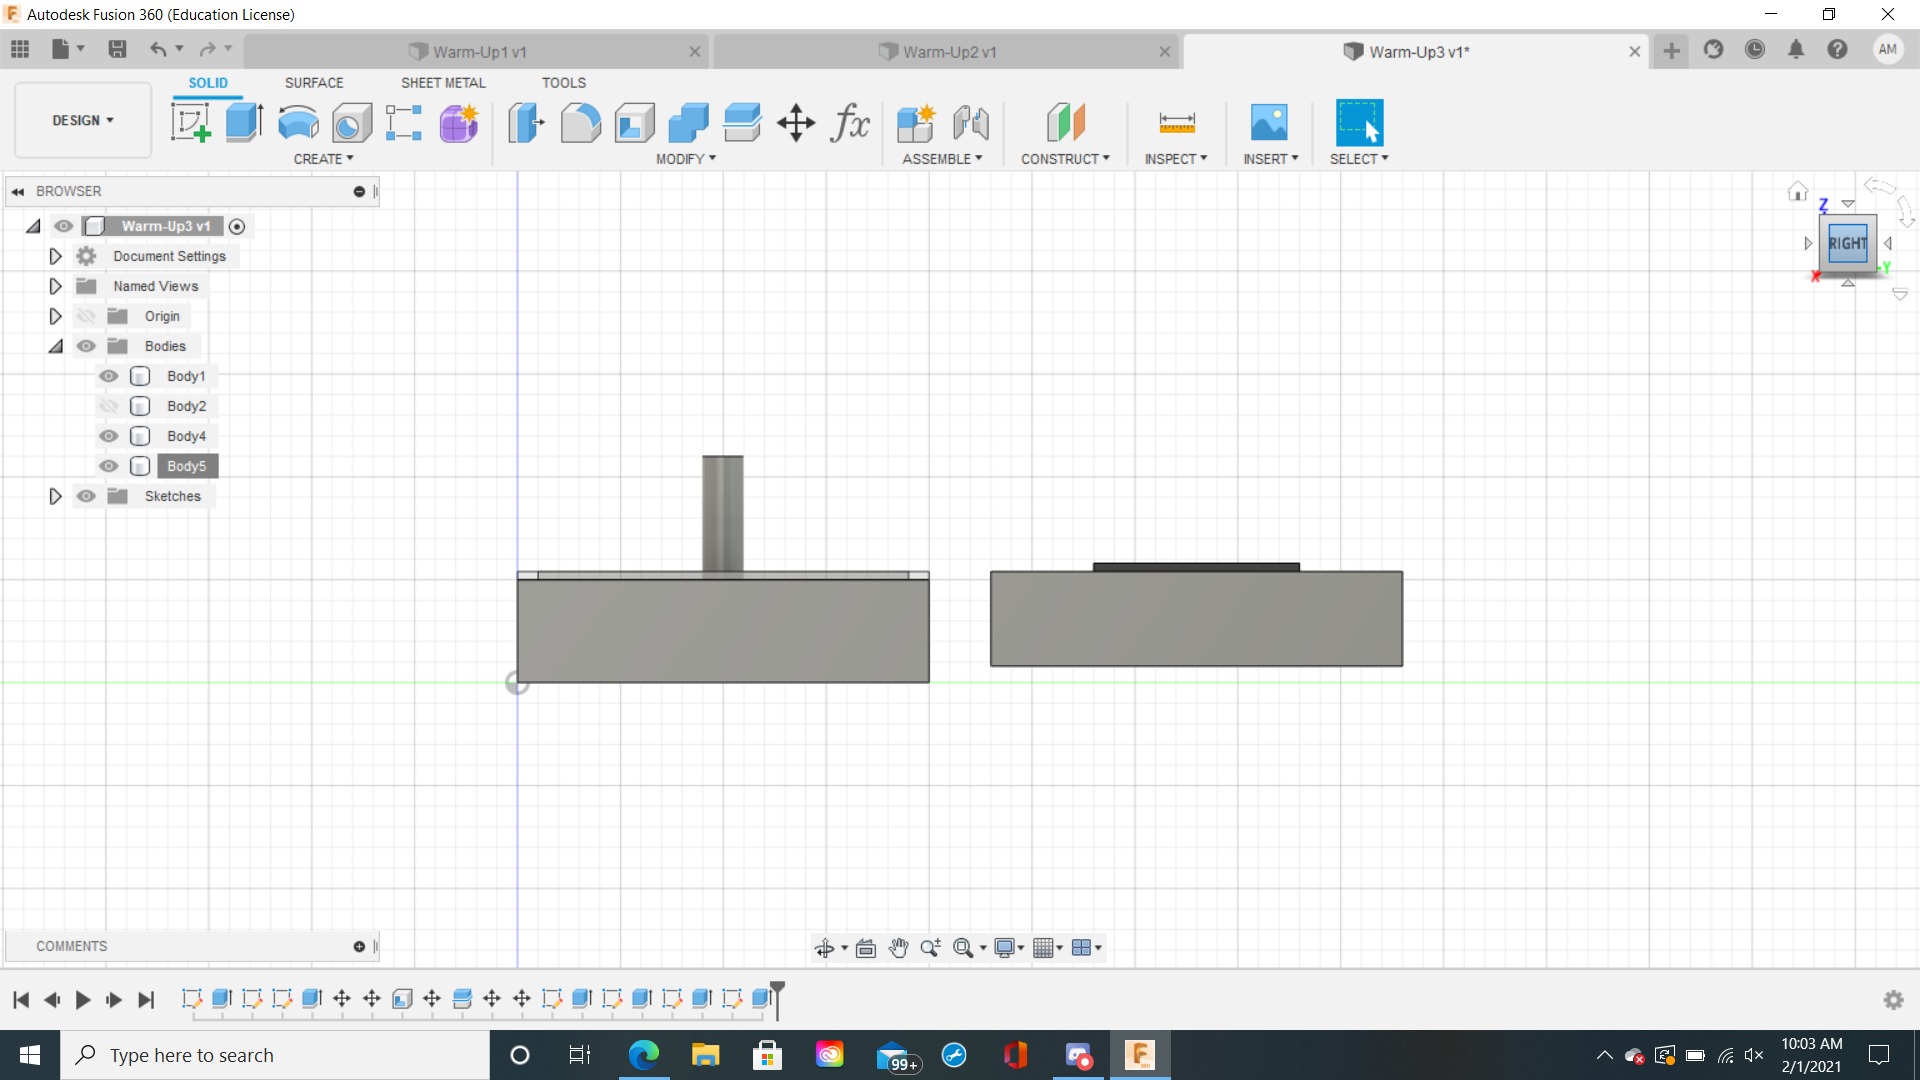 Autodesk Fusion 360 (Education License)
Warm-Up1 v1
Warm-Up2 v1
Warm-Up3 v1*
AM
DESIGN
SOLID
SURFACE
SHEET METAL
TOOLS
fx
CREATE
MODIFY
ASSEMBLE
CONSTRUCT
INSPECT
INSERT
SELECT
BROWSER
Warm-Up3 v1
Document Settings
Named Views
Origin
Bodies
Body1
Body2
Body4
Body5
Sketches
Z
RIGHT
X
Y
COMMENTS
Type here to search
99+
10:03 AM
2/1/2021